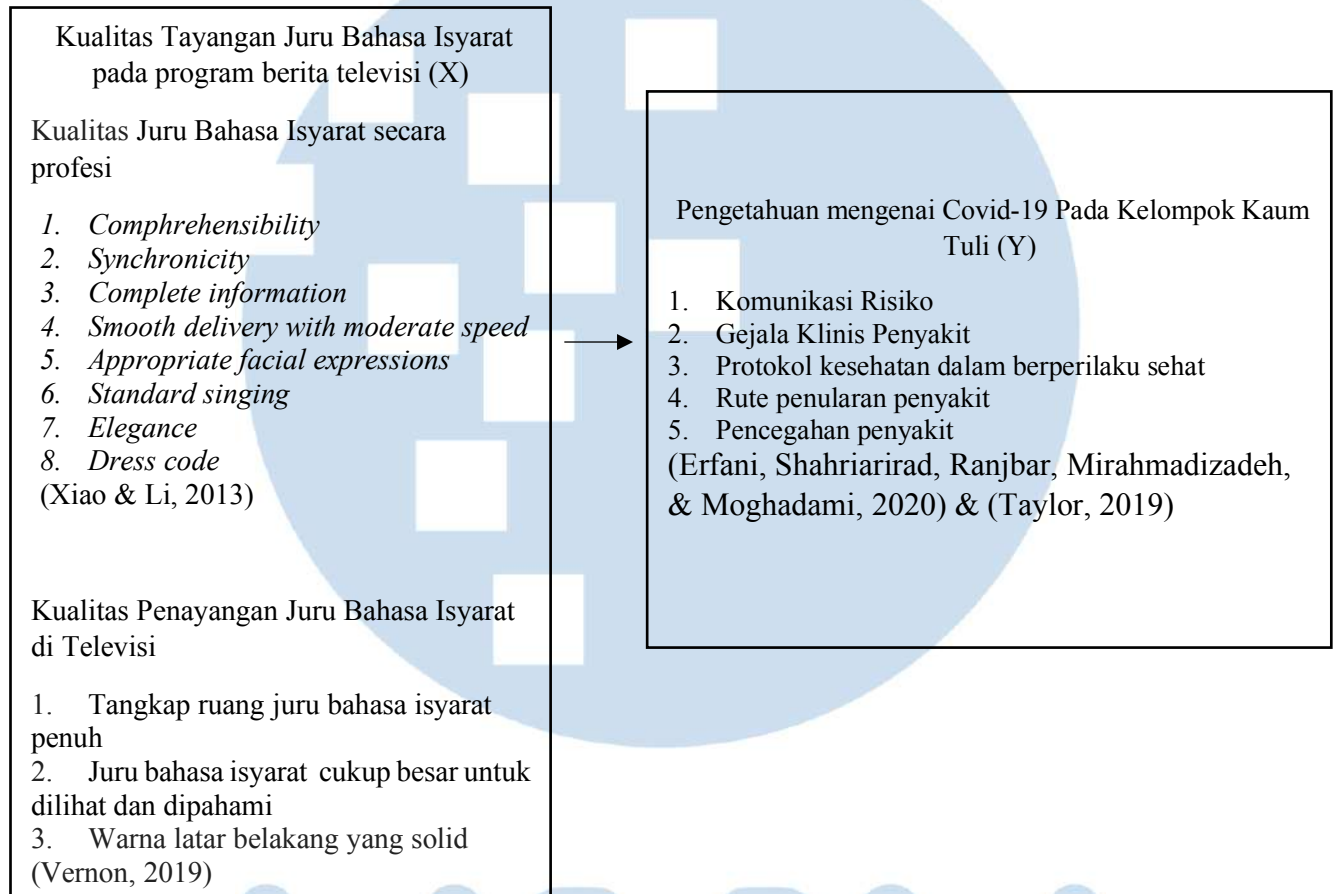 Kualitas Tayangan Juru Bahasa Isyarat
pada program berita televisi (X)
Kualitas Juru Bahasa Isyarat secara
profesi
1. Comphrehensibility
2. Synchronicity
3. Complete information
4. Smooth delivery with moderate speed
5. Appropriate facial expressions
6. Standard singing
7. Elegance
8. Dress code
(Xiao & Li, 2013)
Kualitas Penayangan Juru Bahasa Isyarat
di Televisi
1. Tangkap ruang juru bahasa isyarat
penuh
2. Juru bahasa isyarat cukup besar untuk
dilihat dan dipahami
3. Warna latar belakang yang solid
(Vernon, 2019)
Pengetahuan mengenai Covid-19 Pada Kelompok Kaum
Tuli (Y)
1. Komunikasi Risiko
2. Gejala Klinis Penyakit
3. Protokol kesehatan dalam berperilaku sehat
4. Rute penularan penyakit
5. Pencegahan penyakit
(Erfani, Shahriarirad, Ranjbar, Mirahmadizadeh,
& Moghadami, 2020) & (Taylor, 2019)